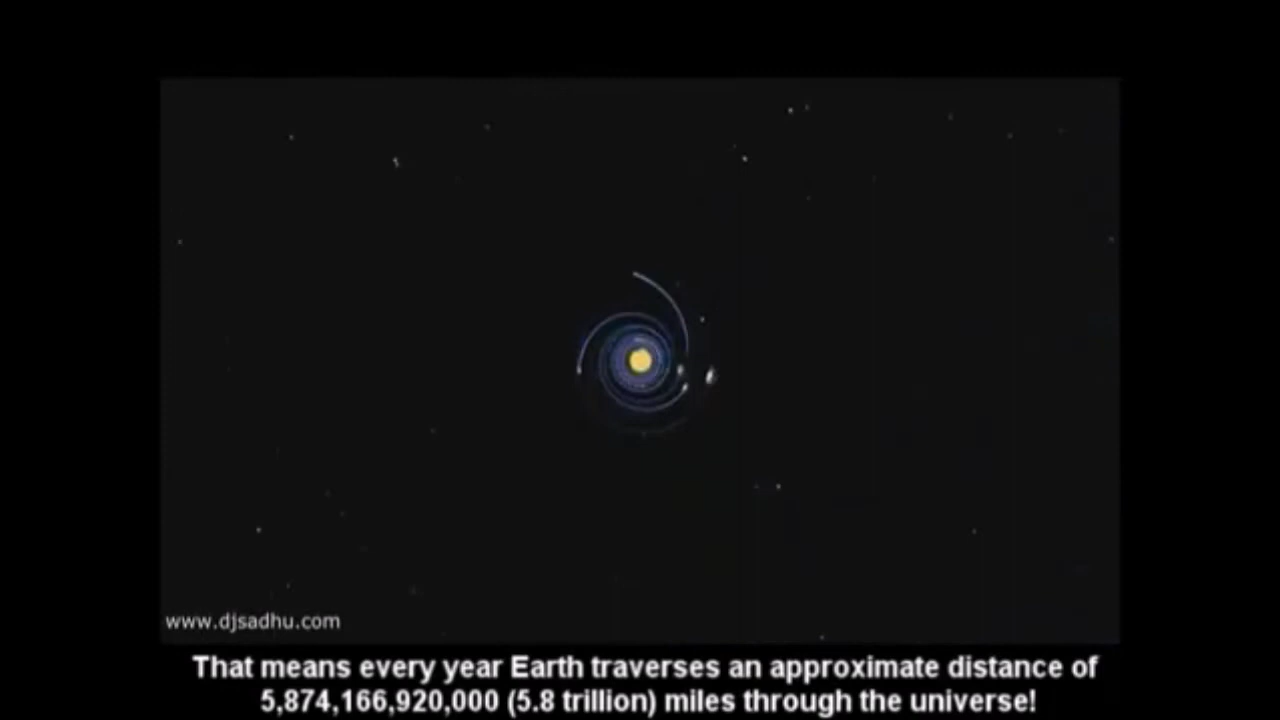 www.djsadhu.com
That means every year Earth traverses an approximate distance of
5,874,166,920,000 (5.8 trillion) miles through the universe!